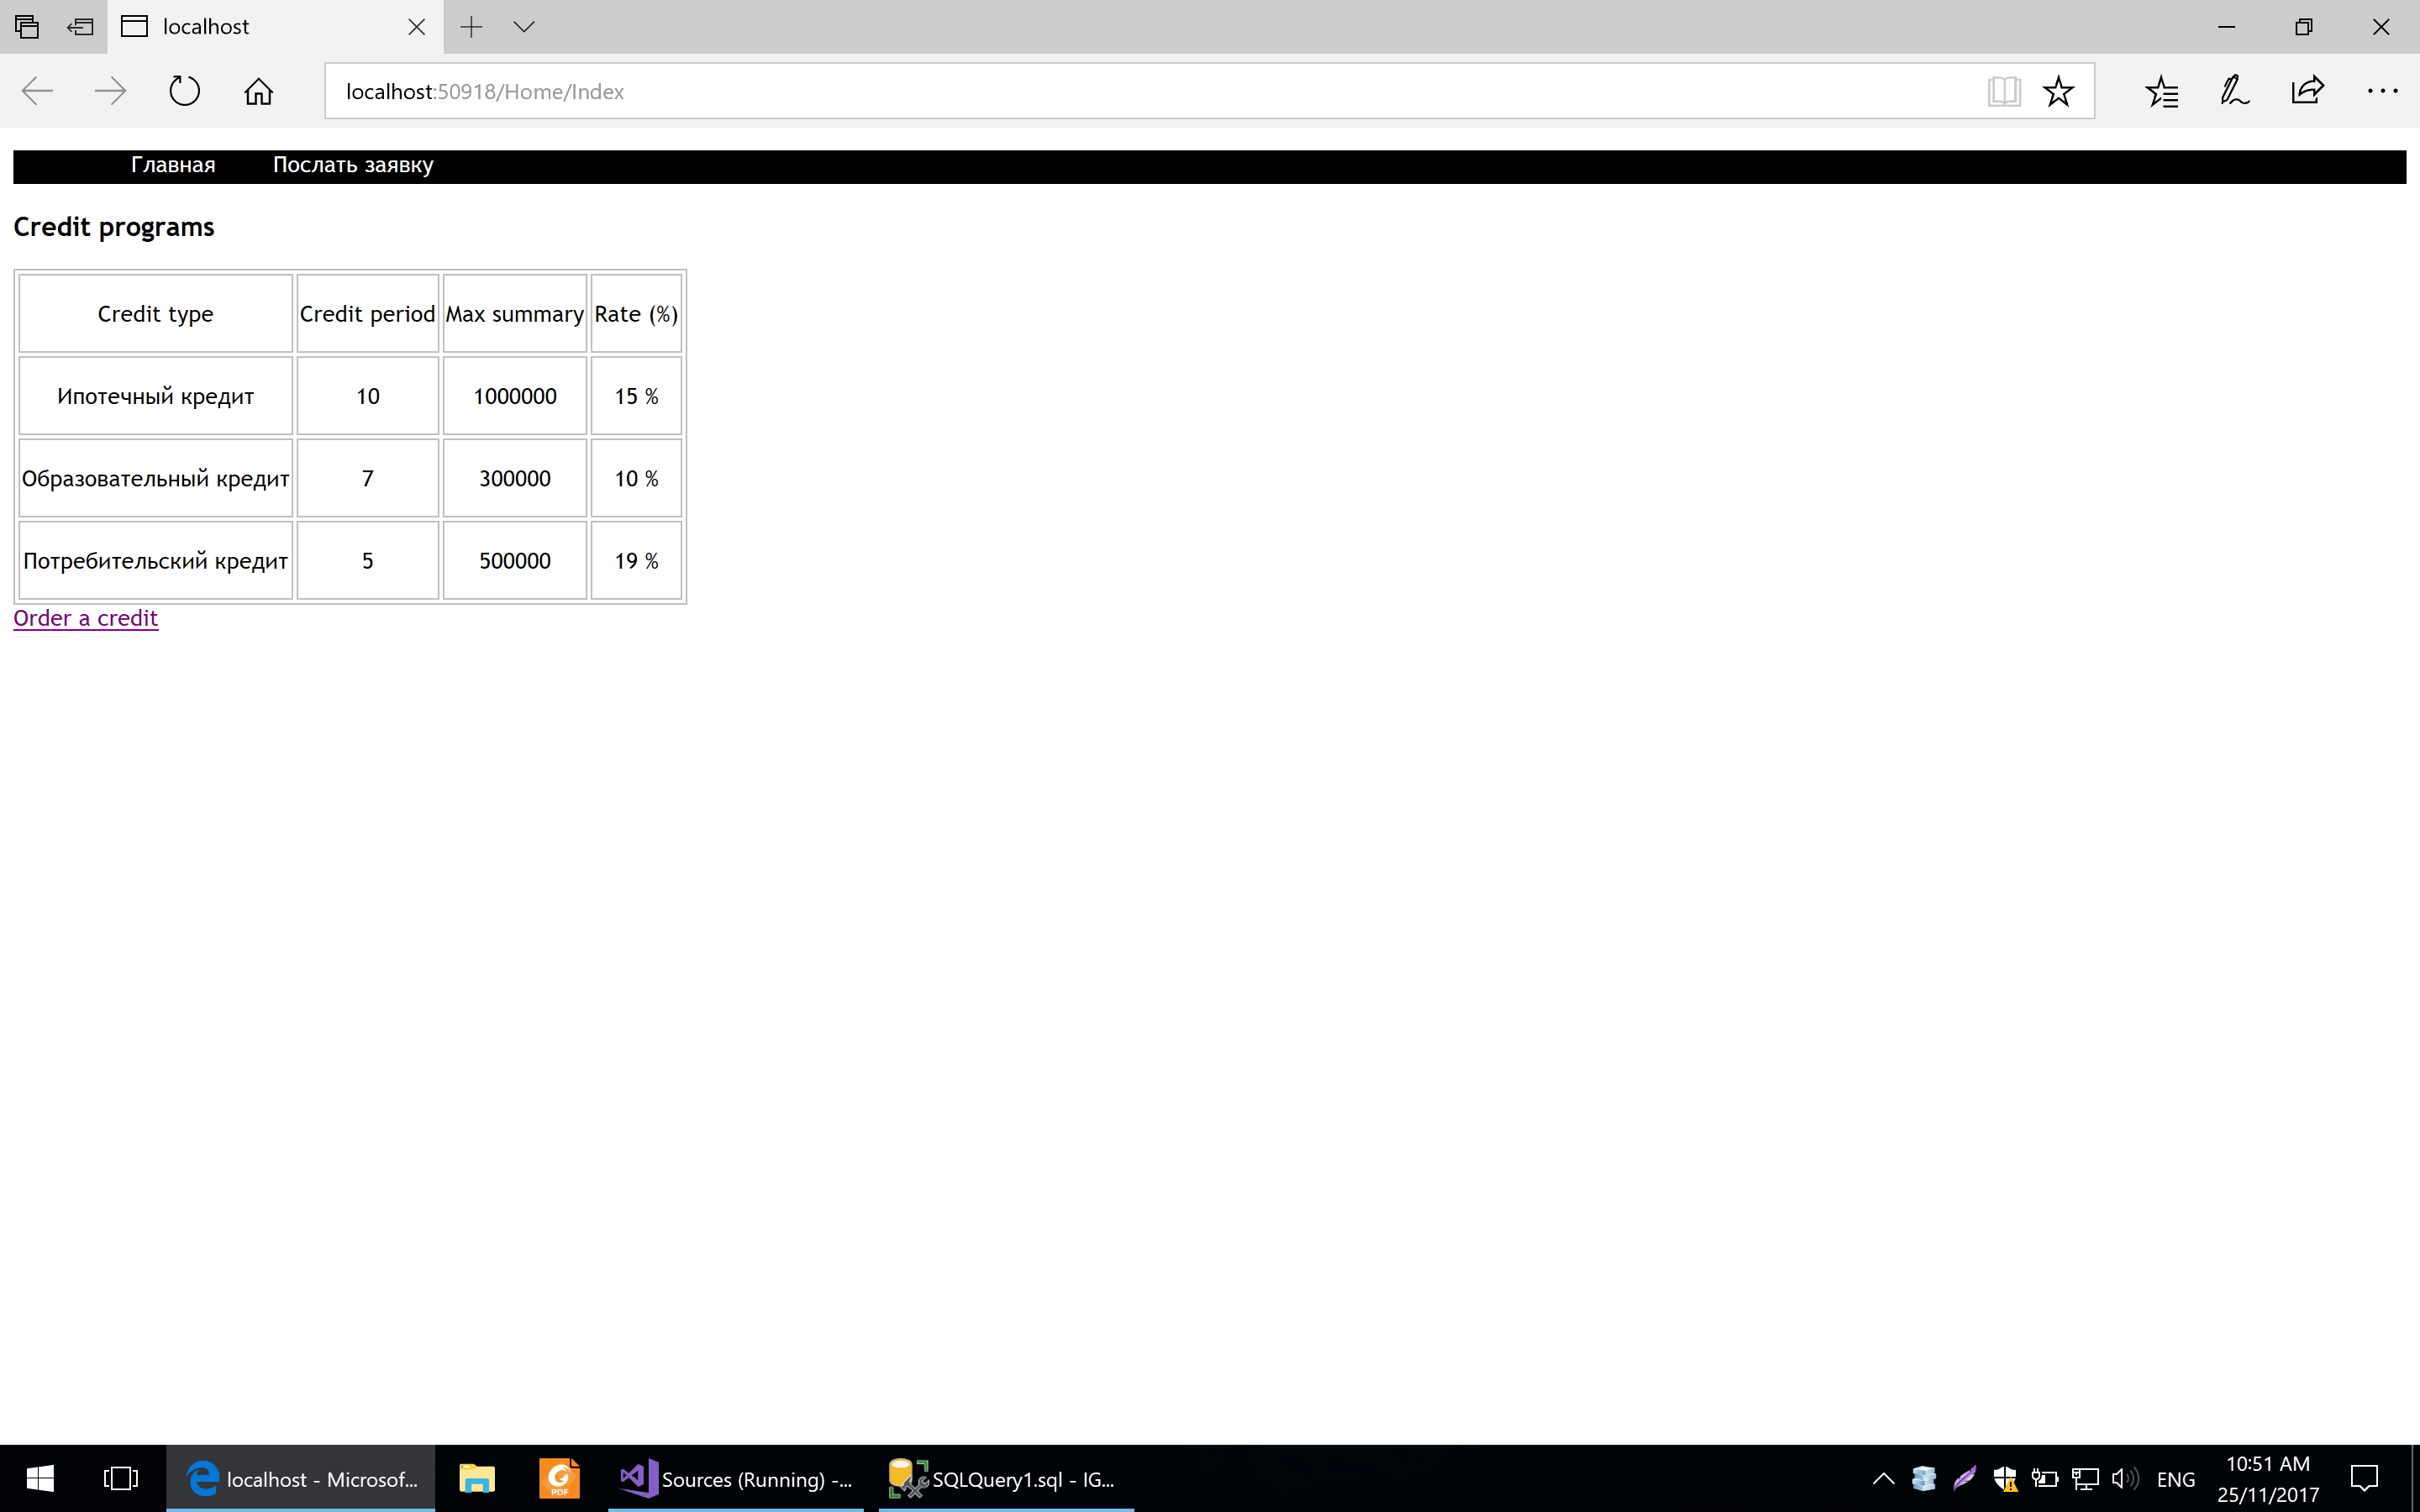 localhost
localhost:50918/Home/Index
Главная Послать заявку
Credit programs
Credit type Credit period Max summary Rate (%)
Ипотечный кредит 10 1000000 15 %
Образовательный кредит 7 300000 10 %
Потребительский кредит 5 500000 19 %
Order a credit
localhost - Microsof... PDF Sources (Running) -... SQLQuery1.sql - IG... ENG 10:51 AM
25/11/2017